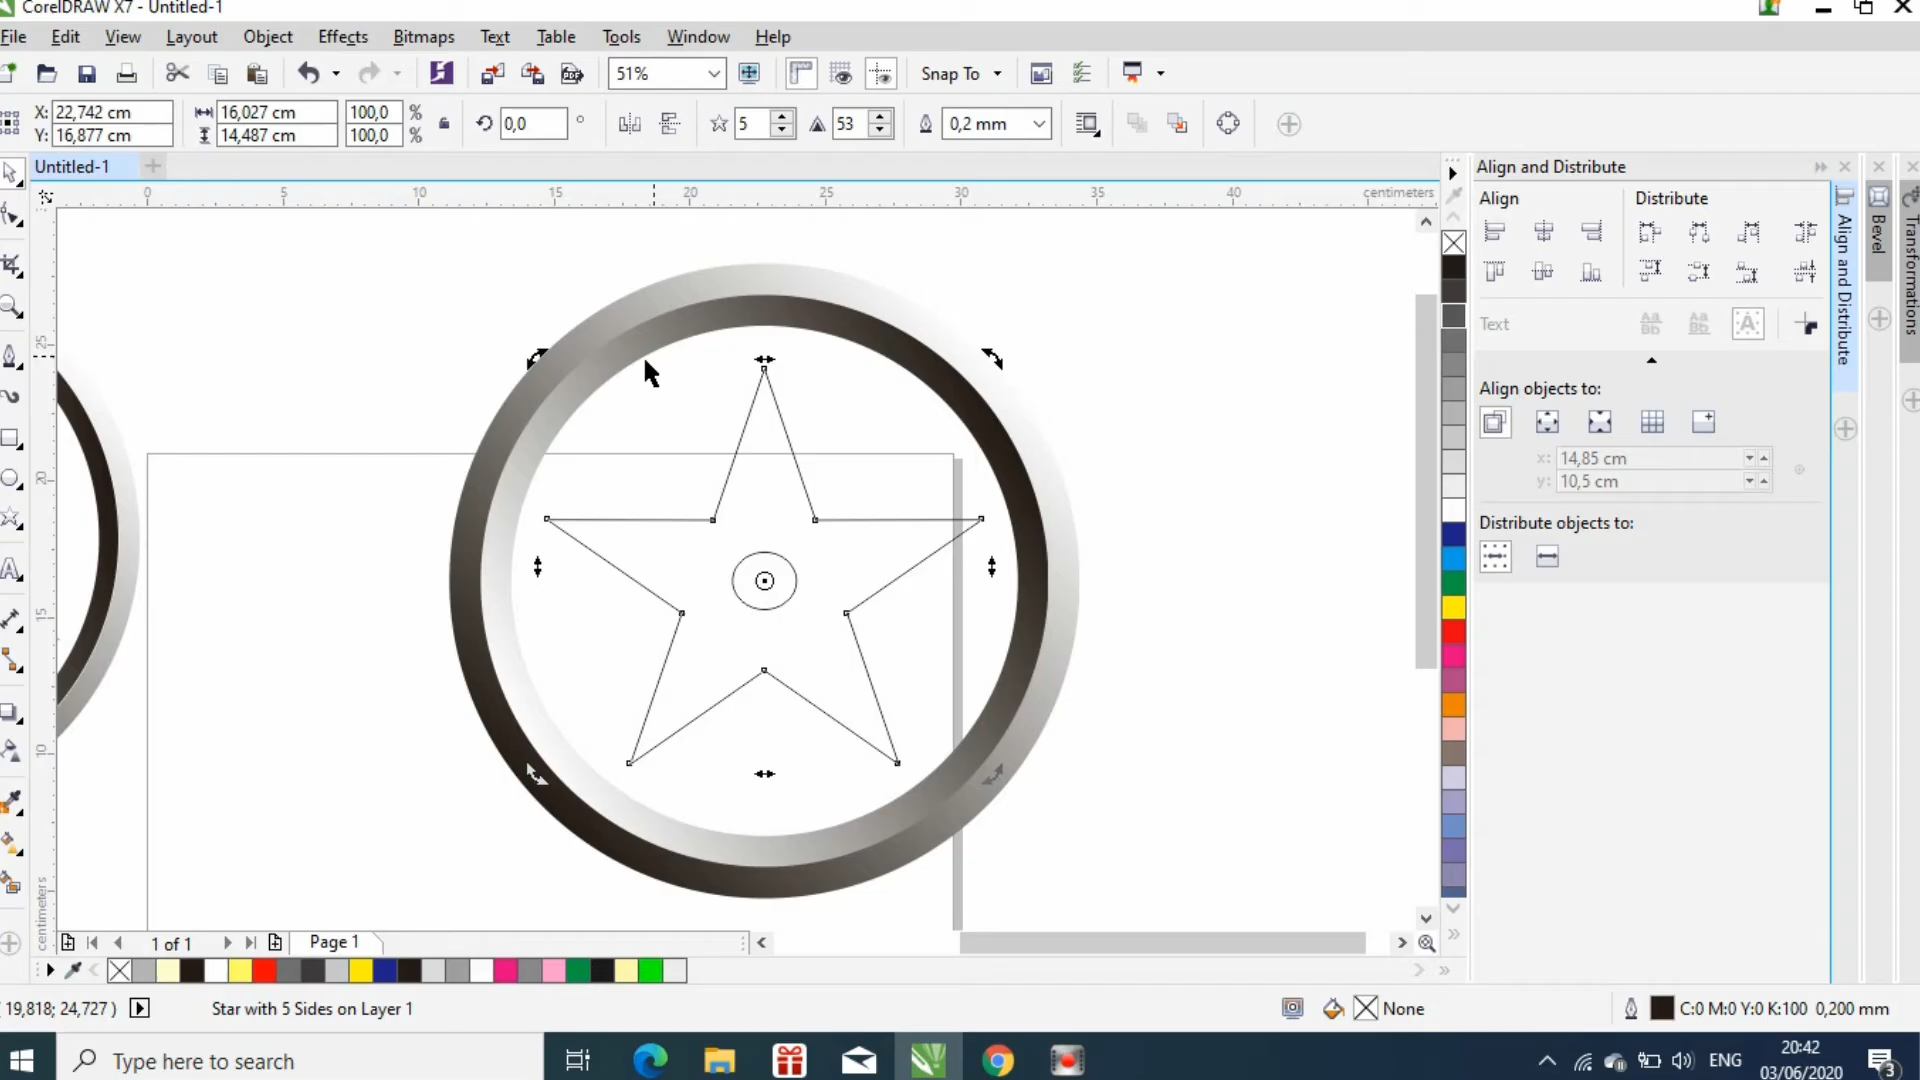 CorelDRAW X7 - Untitled-1
File Edit View Layout Object Effects Bitmaps Text Table Tools Window Help
51% Snap To
X: 22,742 cm 16,027 cm 100,0 %
Y: 16,877 cm 14,487 cm 100,0 %
0,0 ° 5 53 0,2 mm
Untitled-1
Align and Distribute
0 5 10 15 20 25 30 35 40 centimeters
25
20
15
10
centimeters
Align Distribute
Text
Align objects to:
x: 14,85 cm
y: 10,5 cm
Distribute objects to:
Align and Distribute
Bevel
Transformations
1 of 1 Page 1
19,818; 24,727 ) Star with 5 Sides on Layer 1 None C:0 M:0 Y:0 K:100 0,200 mm
Type here to search
ENG
20:42
03/06/2020
3